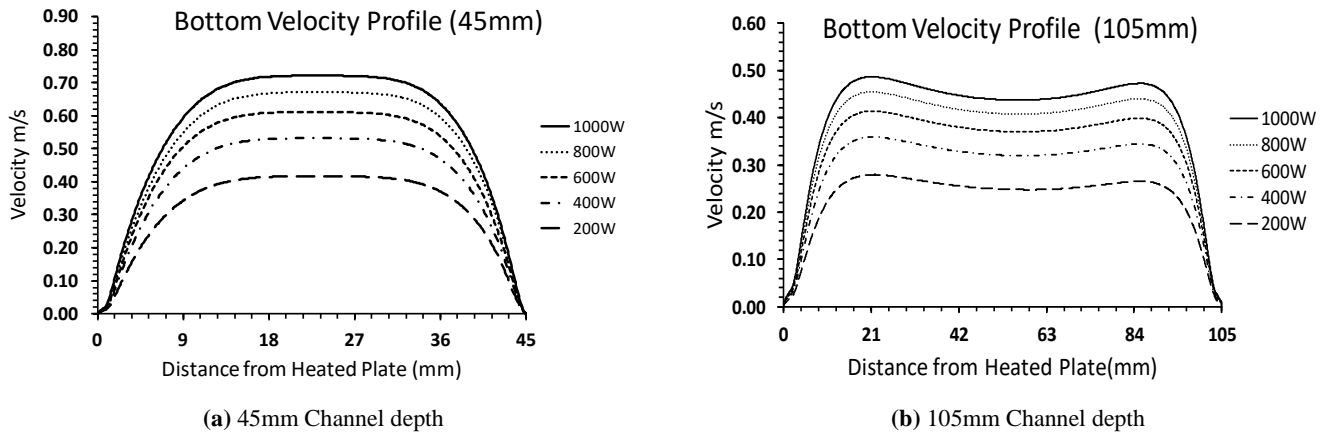 Bottom Velocity Profile (45mm)
0.90
0.80
0.70
0.60
0.50
0.40
0.30
0.20
0.10
0.00
Velocity m/s
0 9 18 27 36 45
Distance from Heated Plate (mm)
1000W
800W
600W
400W
200W
(a) 45mm Channel depth
Bottom Velocity Profile (105mm)
0.60
0.50
0.40
0.30
0.20
0.10
0.00
Velocity m/s
0 21 42 63 84 105
Distance from Heated Plate(mm)
1000W
800W
600W
400W
200W
(b) 105mm Channel depth